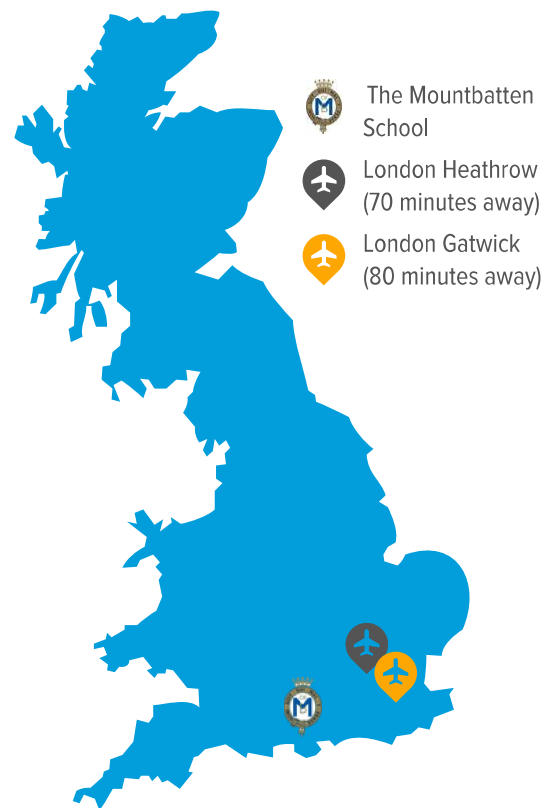 The Mountbatten
School
London Heathrow
(70 minutes away)
London Gatwick
(80 minutes away)
M
M